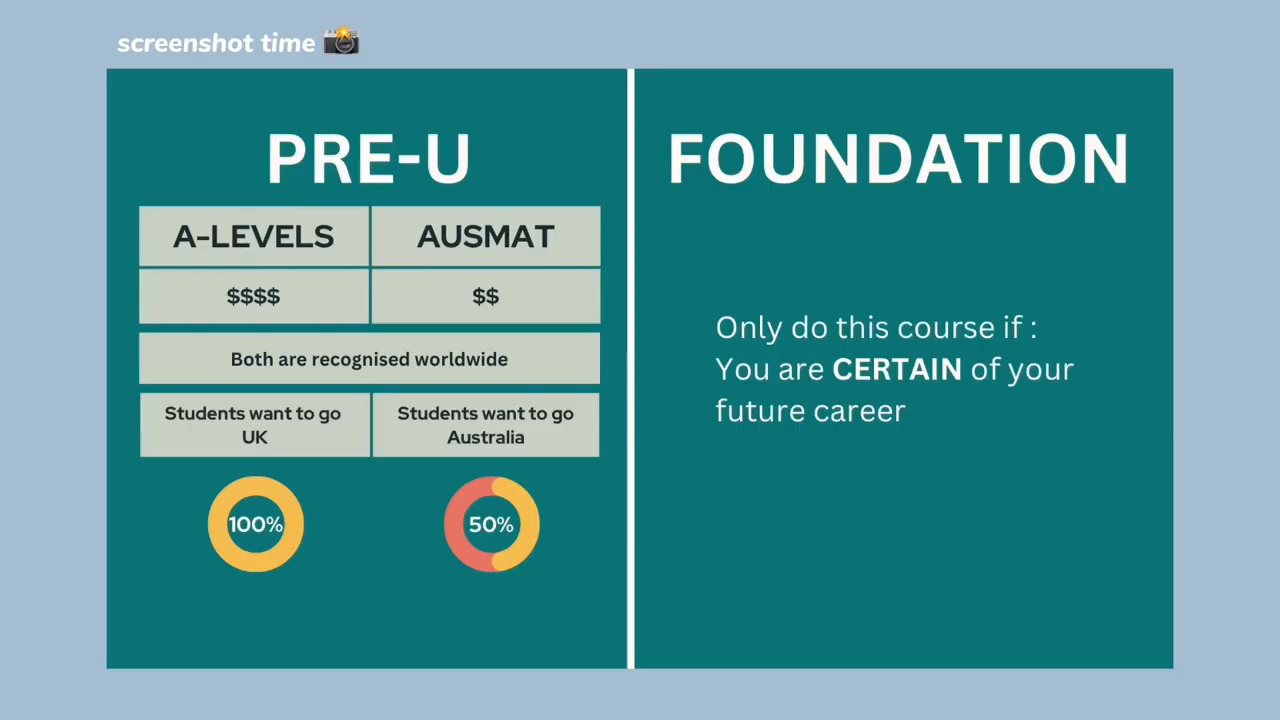 screenshot time 📸
PRE-U
A-LEVELS
AUSMAT
$$$$
$$
Both are recognised worldwide
Students want to go
UK
Students want to go
Australia
100%
50%
FOUNDATION
Only do this course if :
You are CERTAIN of your
future career